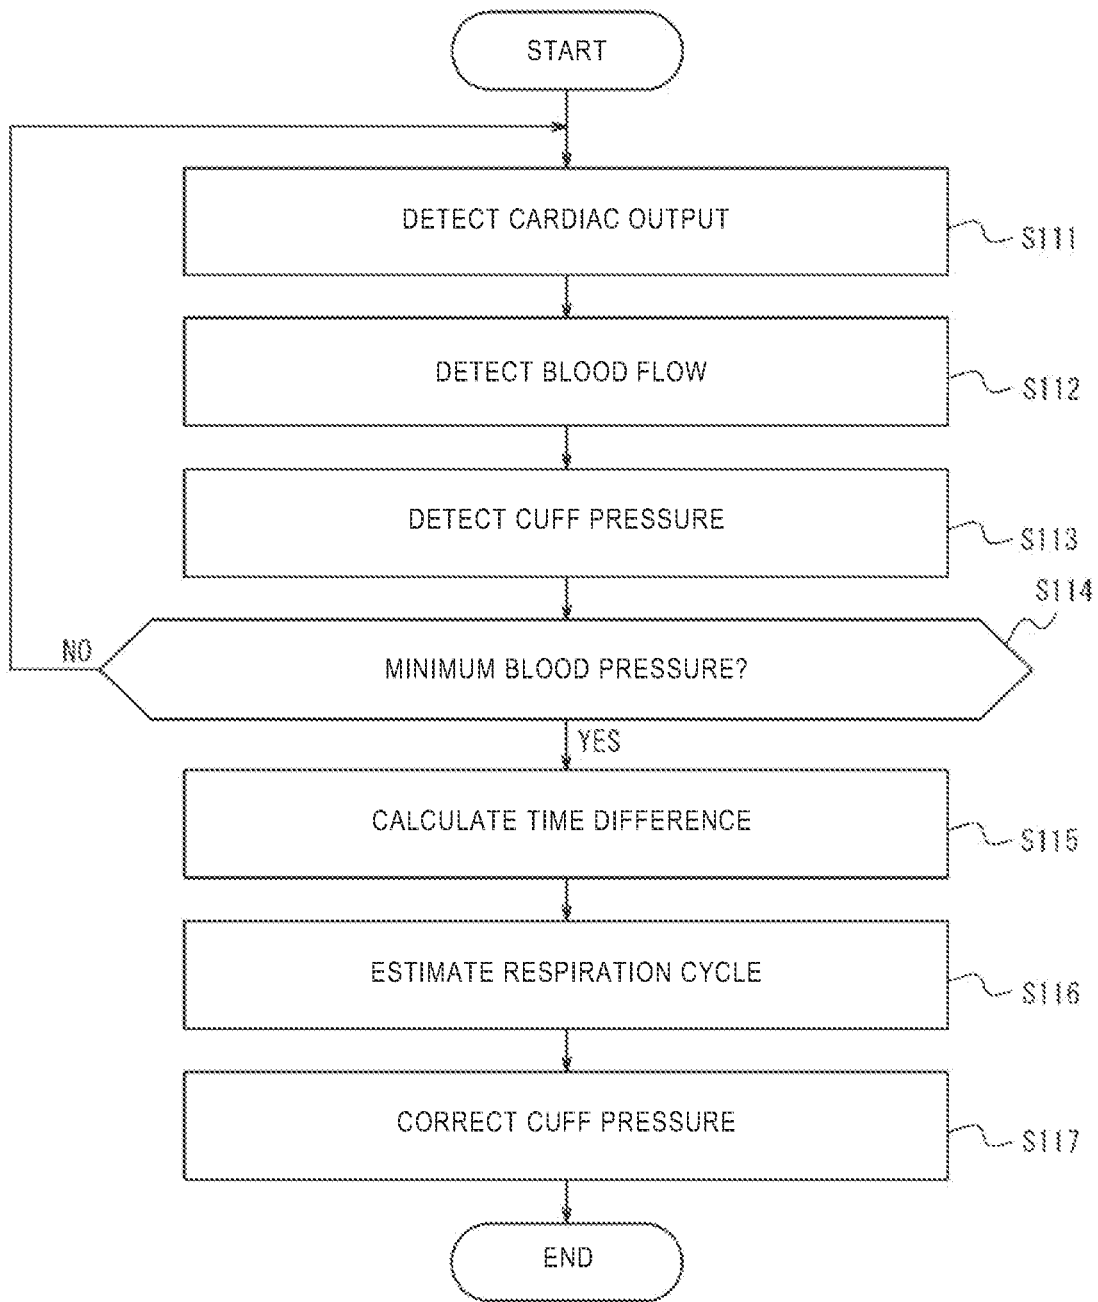 START
DETECT CARDIAC OUTPUT
S111
DETECT BLOOD FLOW
S112
DETECT CUFF PRESSURE
S113
S114
NO
MINIMUM BLOOD PRESSURE?
YES
CALCULATE TIME DIFFERENCE
S115
ESTIMATE RESPIRATION CYCLE
S116
CORRECT CUFF PRESSURE
S117
END